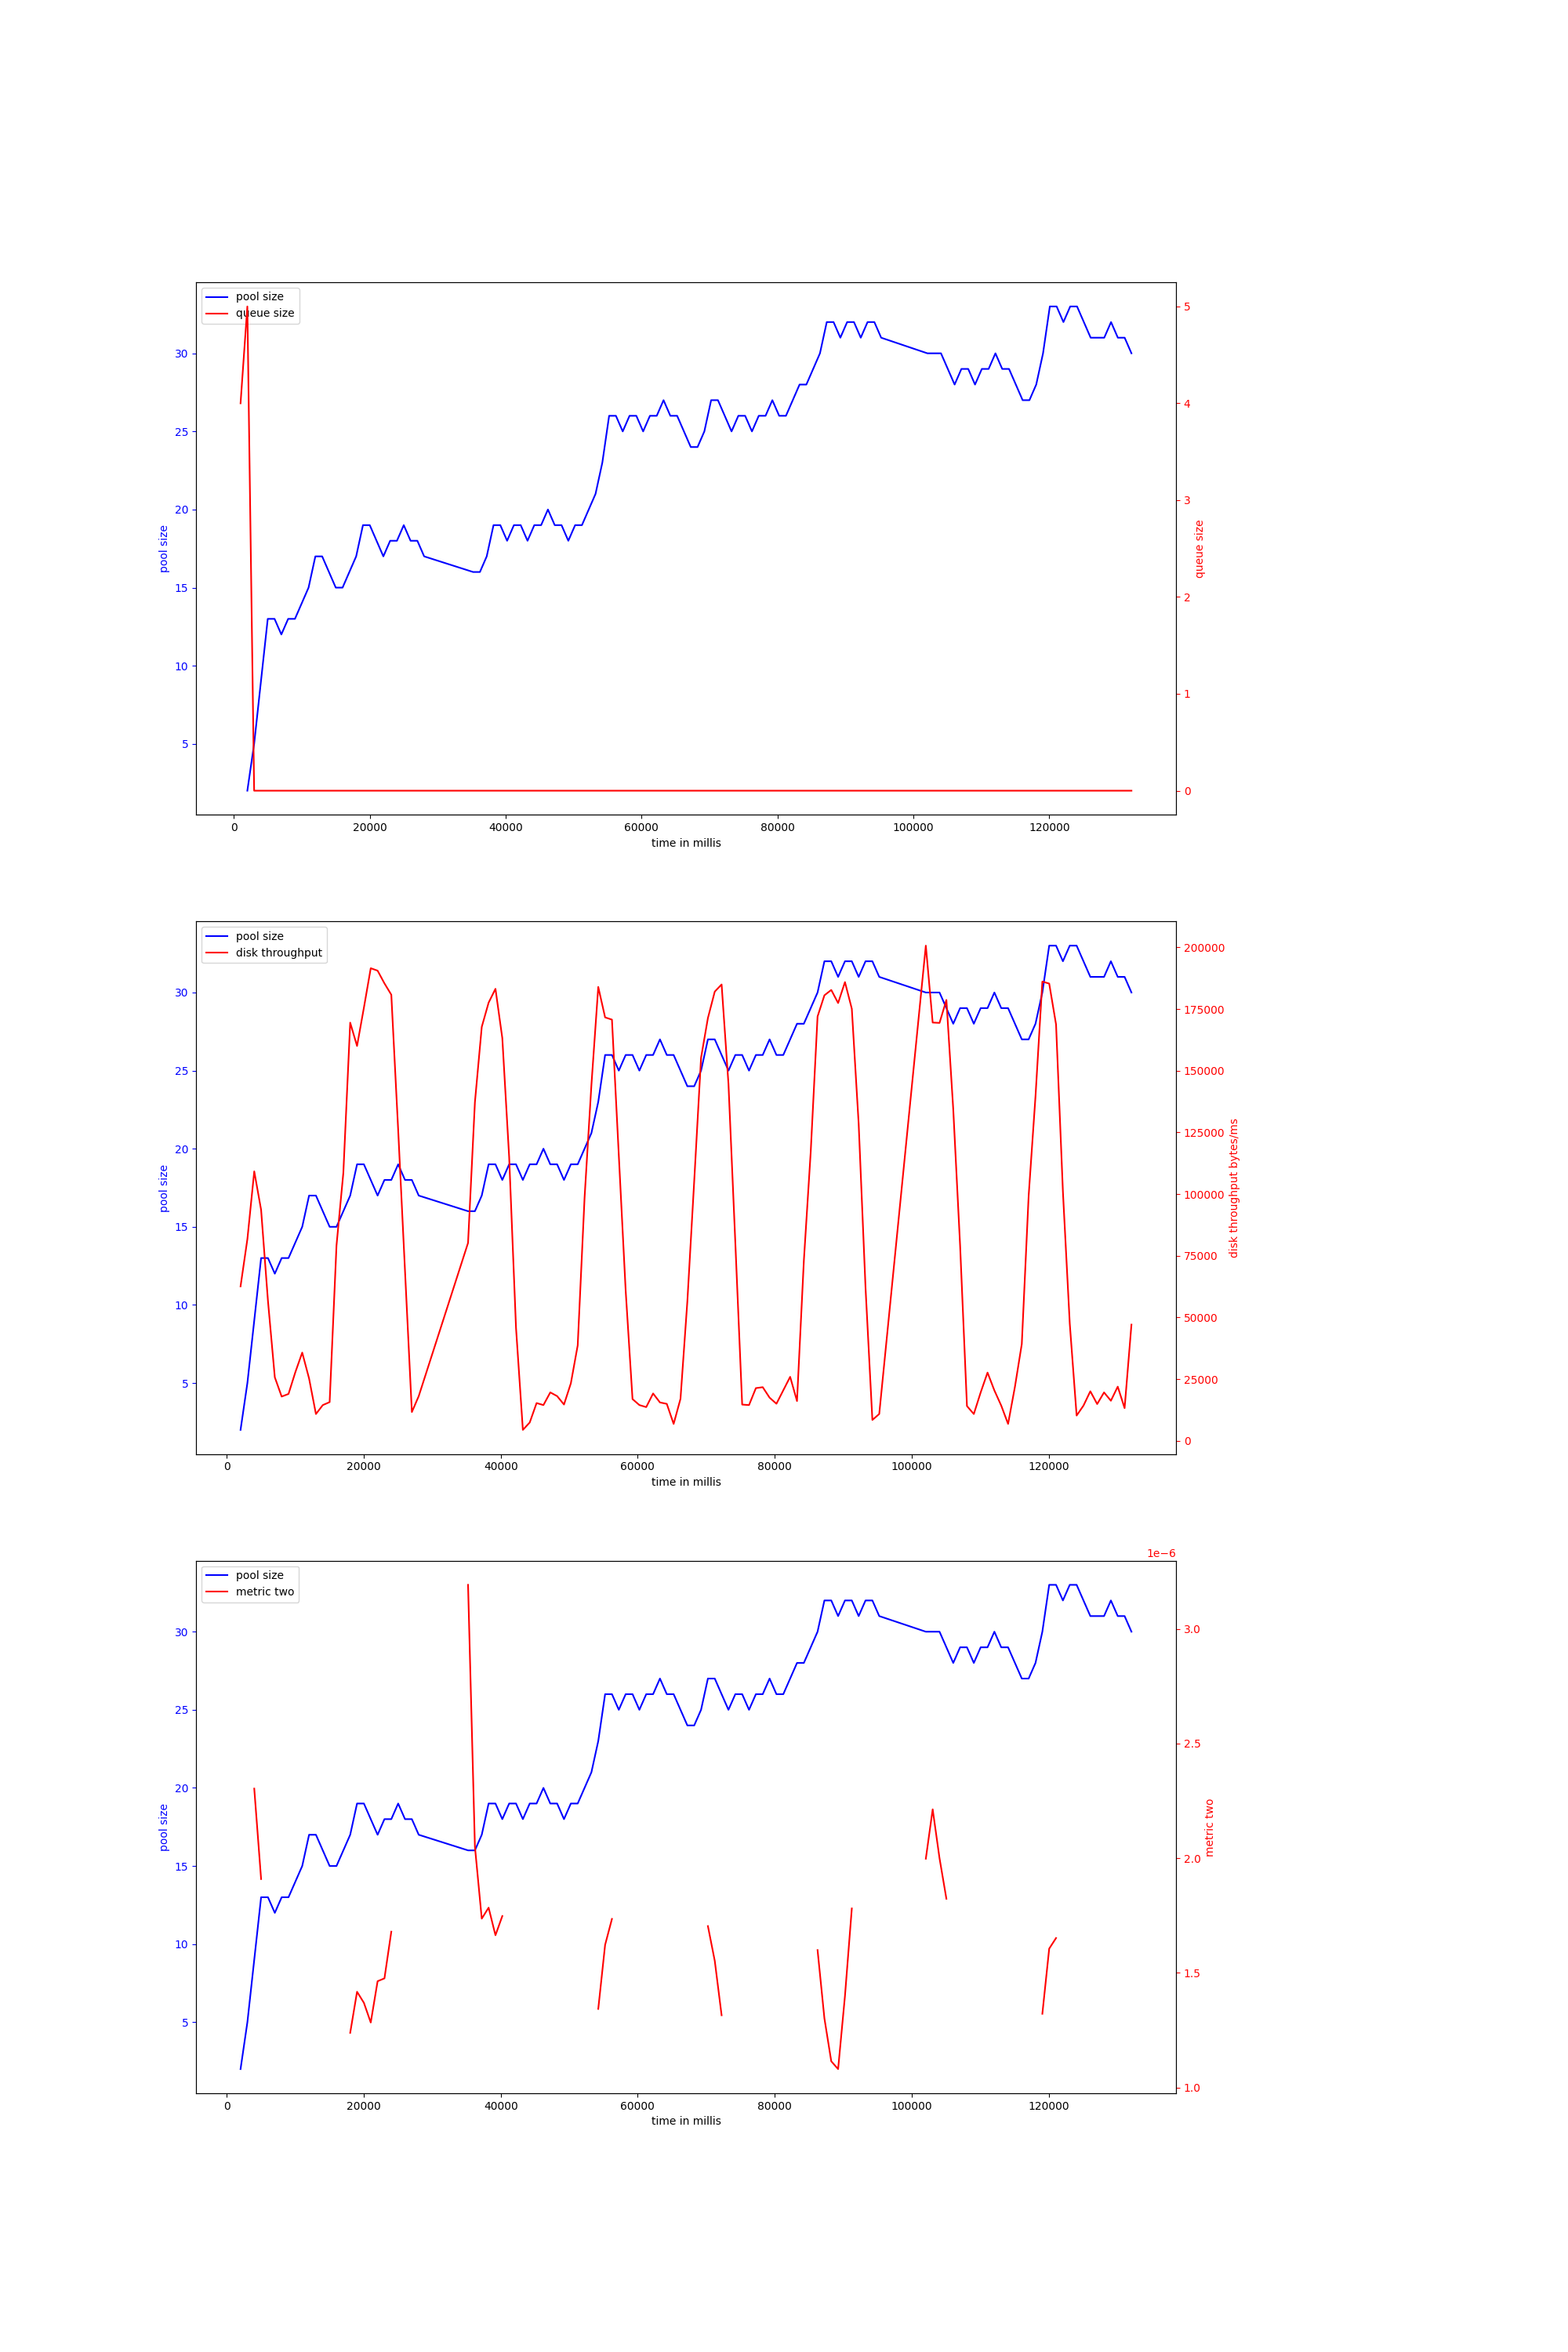 pool size
queue size
30
25
20
15
10
5
pool size
5
4
3
2
1
0
queue size
0 20000 40000 60000 80000 100000 120000
time in millis
pool size
disk throughput
30
25
20
15
10
5
pool size
200000
175000
150000
125000
100000
75000
50000
25000
0
disk throughput bytes/ms
0 20000 40000 60000 80000 100000 120000
time in millis
1e−6
pool size
metric two
30
25
20
15
10
5
pool size
3.0
2.5
2.0
1.5
1.0
metric two
0 20000 40000 60000 80000 100000 120000
time in millis